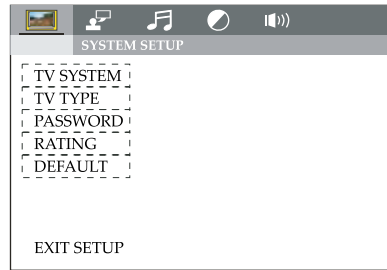 SYSTEM SETUP
TV SYSTEM
TV TYPE
PASSWORD
RATING
DEFAULT
EXIT SETUP